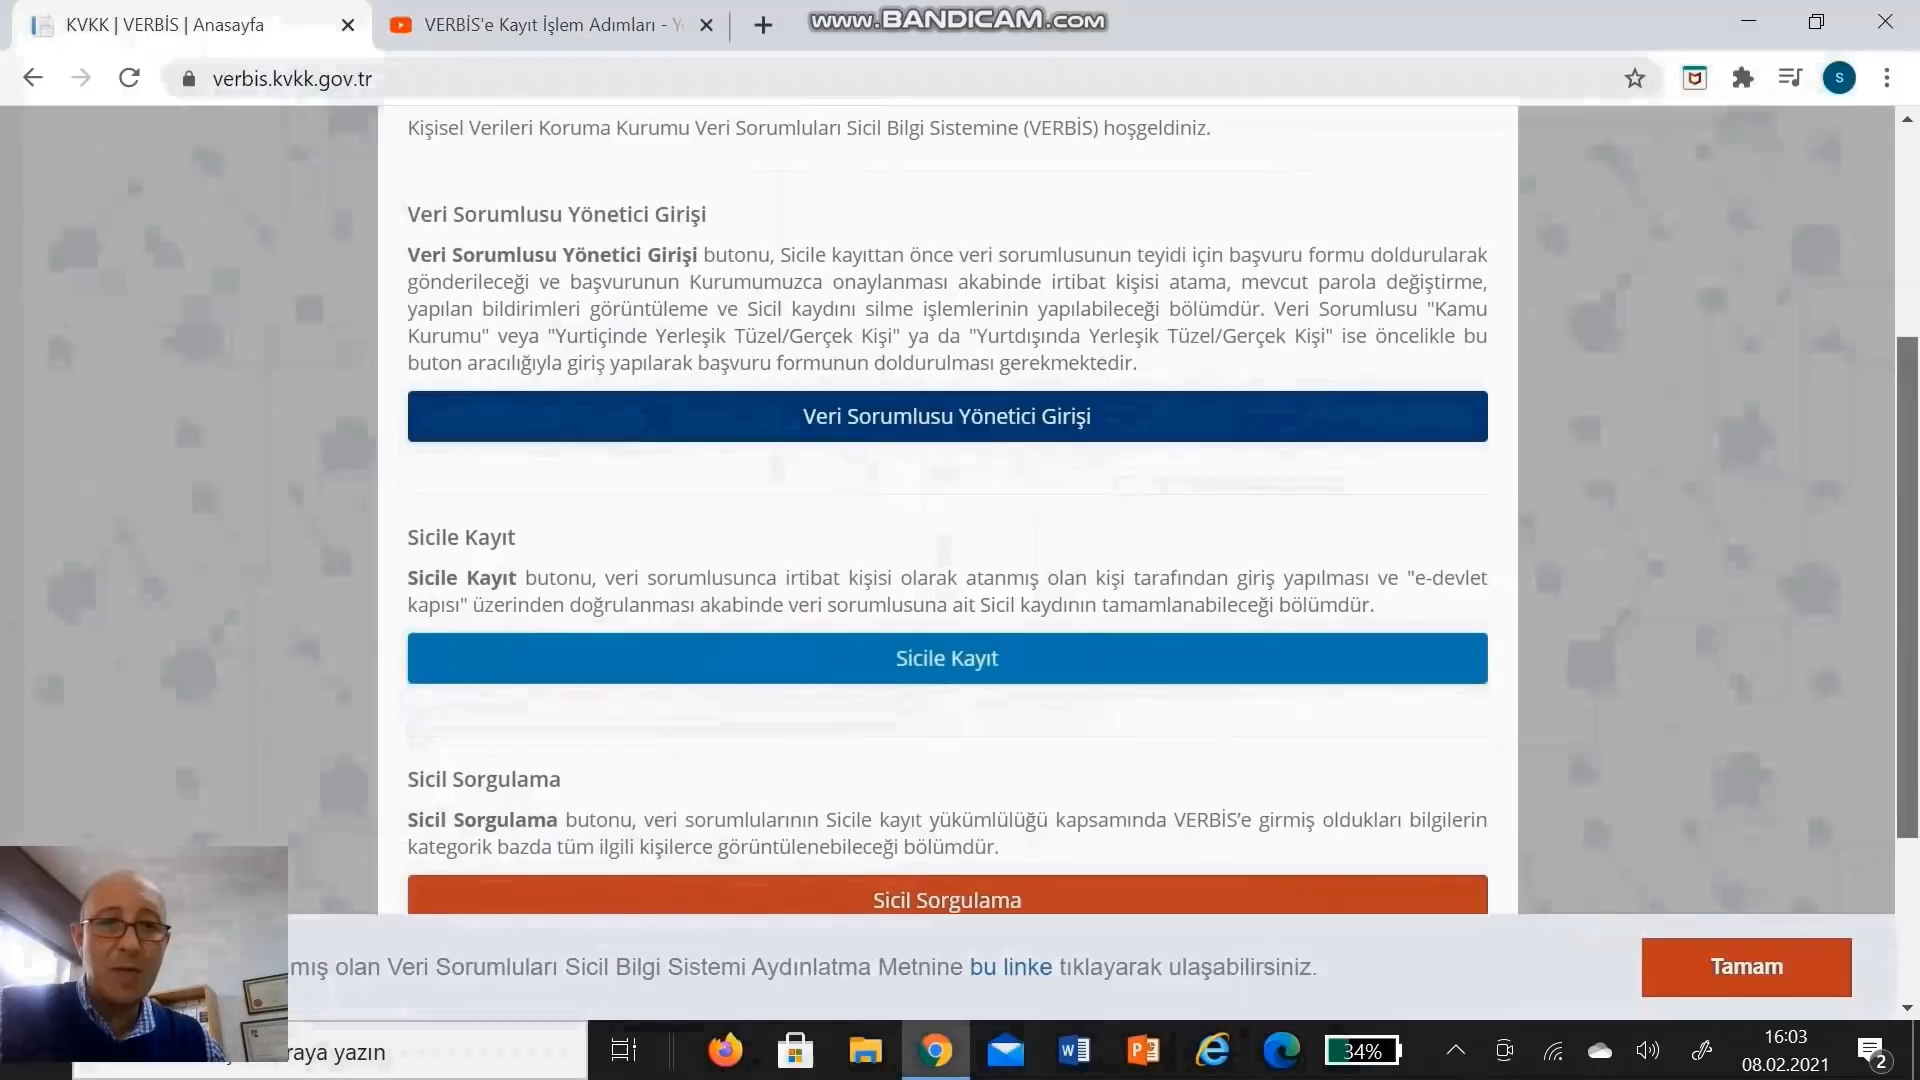 KVKK | VERBİS | Anasayfa
VERBİS'e Kayıt İşlem Adımları - Y
www.BANDICAM.com
verbis.kvkk.gov.tr
S
Kişisel Verileri Koruma Kurumu Veri Sorumluları Sicil Bilgi Sistemine (VERBİS) hoşgeldiniz.
Veri Sorumlusu Yönetici Girişi
Veri Sorumlusu Yönetici Girişi butonu, Sicile kayıttan önce veri sorumlusunun teyidi için başvuru formu doldurularak
gönderileceği ve başvurunun Kurumumuzca onaylanması akabinde irtibat kişisi atama, mevcut parola değiştirme,
yapılan bildirimleri görüntüleme ve Sicil kaydını silme işlemlerinin yapılabileceği bölümdür. Veri Sorumlusu "Kamu
Kurumu" veya "Yurtiçinde Yerleşik Tüzel/Gerçek Kişi" ya da "Yurtdışında Yerleşik Tüzel/Gerçek Kişi" ise öncelikle bu
buton aracılığıyla giriş yapılarak başvuru formunun doldurulması gerekmektedir.
Veri Sorumlusu Yönetici Girişi
Sicile Kayıt
Sicile Kayıt butonu, veri sorumlusunca irtibat kişisi olarak atanmış olan kişi tarafından giriş yapılması ve "e-devlet
kapısı" üzerinden doğrulanması akabinde veri sorumlusuna ait Sicil kaydının tamamlanabileceği bölümdür.
Sicile Kayıt
Sicil Sorgulama
Sicil Sorgulama butonu, veri sorumlularının Sicile kayıt yükümlülüğü kapsamında VERBİS’e girmiş oldukları bilgilerin
kategorik bazda tüm ilgili kişilerce görüntülenebileceği bölümdür.
Sicil Sorgulama
mış olan Veri Sorumluları Sicil Bilgi Sistemi Aydınlatma Metnine bu linke tıklayarak ulaşabilirsiniz.
Tamam
raya yazın
34%
16:03
08.02.2021
2